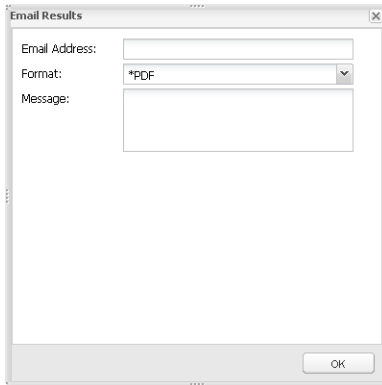 Email Results
Email Address:
Format: *PDF
Message:
OK